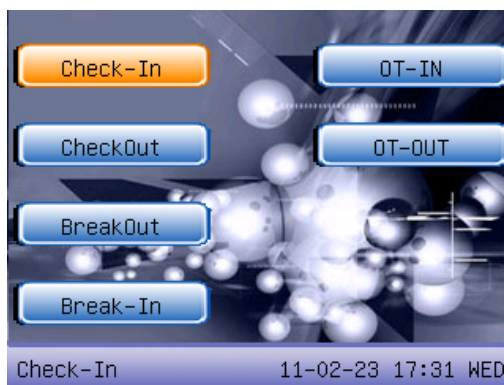 Check-In
OT-IN
CheckOut
OT-OUT
BreakOut
Break-In
Check-In 11-02-23 17:31 WED